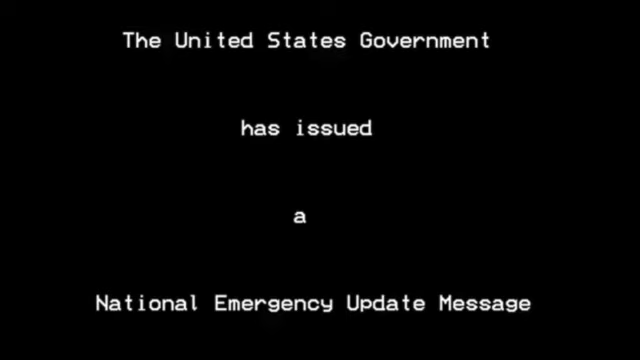 The United States Government
has issued
a
National Emergency Update Message